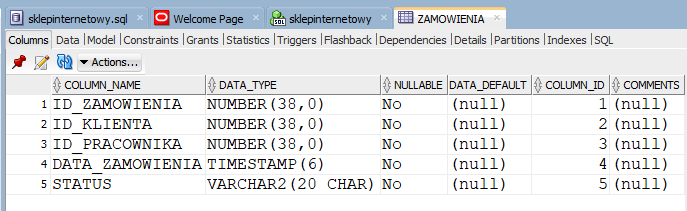 sklepinternetowy.sql Welcome Page sklepinternetowy ZAMOWIENIA
Columns Data Model Constraints Grants Statistics Triggers Flashback Dependencies Details Partitions Indexes SQL
Actions...
COLUMN_NAME DATA_TYPE NULLABLE DATA_DEFAULT COLUMN_ID COMMENTS
1 ID_ZAMOWIENIA NUMBER(38,0) No (null) 1 (null)
2 ID_KLIENTA NUMBER(38,0) No (null) 2 (null)
3 ID_PRACOWNIKA NUMBER(38,0) No (null) 3 (null)
4 DATA_ZAMOWIENIA TIMESTAMP(6) No (null) 4 (null)
5 STATUS VARCHAR2(20 CHAR) No (null) 5 (null)